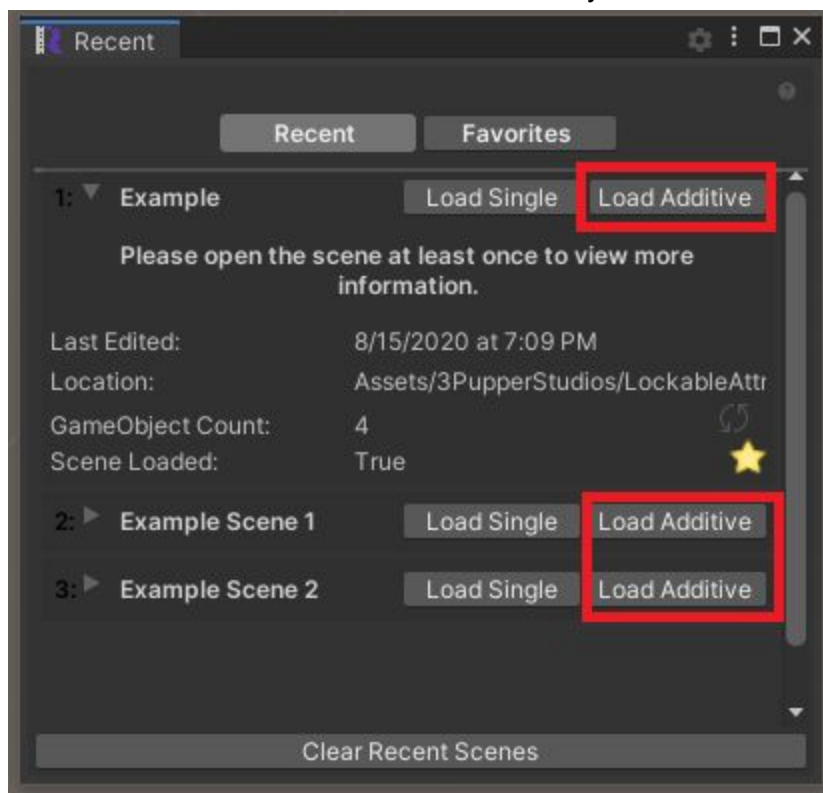 Recent
Recent Favorites
1: Example Load Single Load Additive
Please open the scene at least once to view more
information.
Last Edited: 8/15/2020 at 7:09 PM
Location: Assets/3PupperStudios/LockableAttr
GameObject Count: 4
Scene Loaded: True
2: Example Scene 1 Load Single Load Additive
3: Example Scene 2 Load Single Load Additive
Clear Recent Scenes